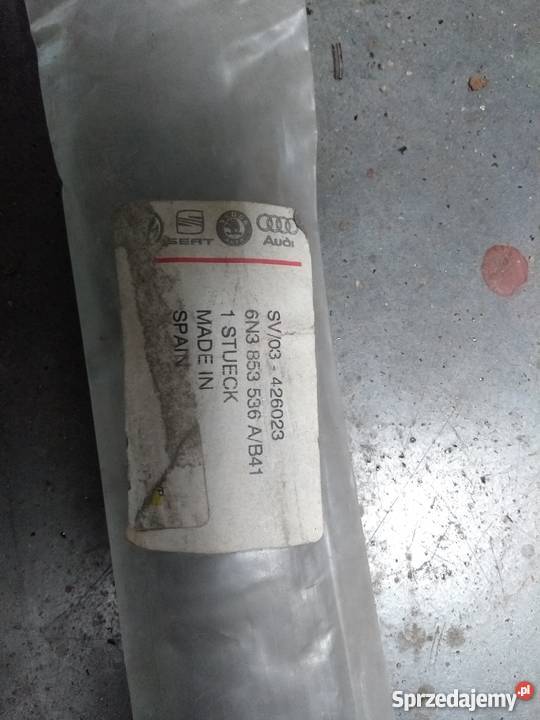 SEAT
Audi
SV/03 - 426023
6N3 853 536 A/B41
1 STUECK
MADE IN
SPAIN
Sprzedajemy.pl